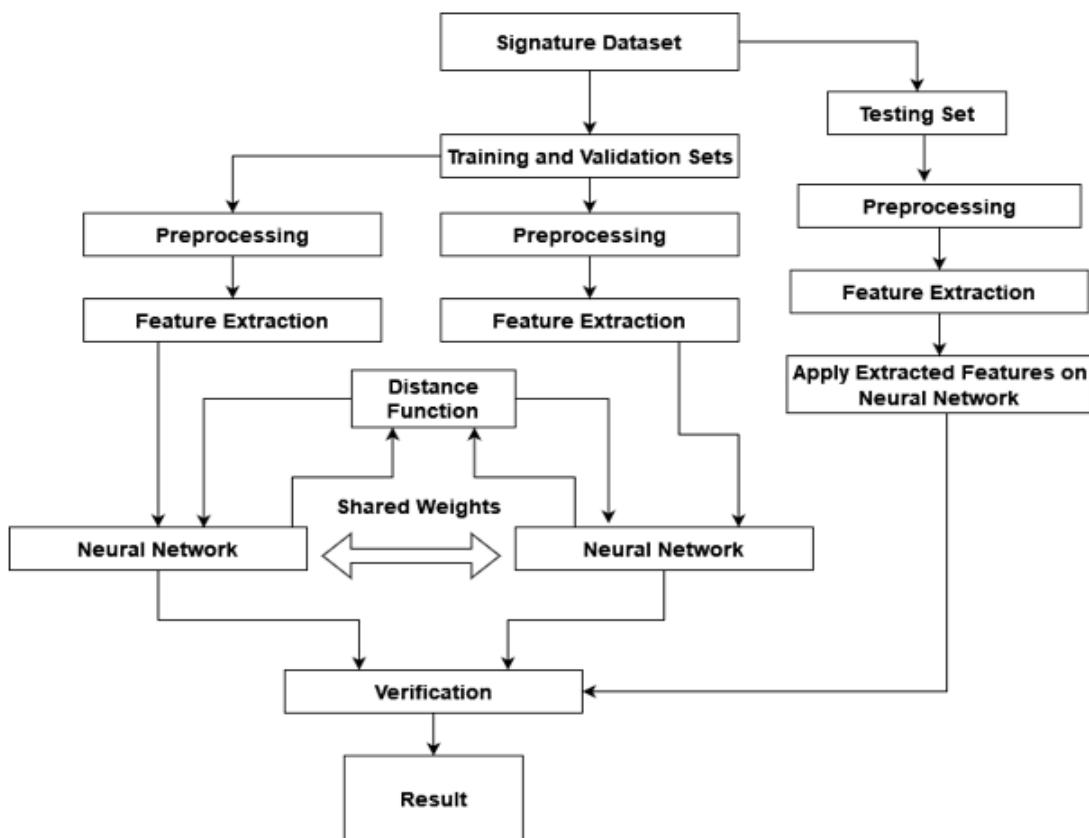 Signature Dataset
Testing Set
Training and Validation Sets
Preprocessing
Preprocessing
Preprocessing
Feature Extraction
Feature Extraction
Feature Extraction
Distance
Function
Apply Extracted Features on
Neural Network
Shared Weights
Neural Network
Neural Network
Verification
Result